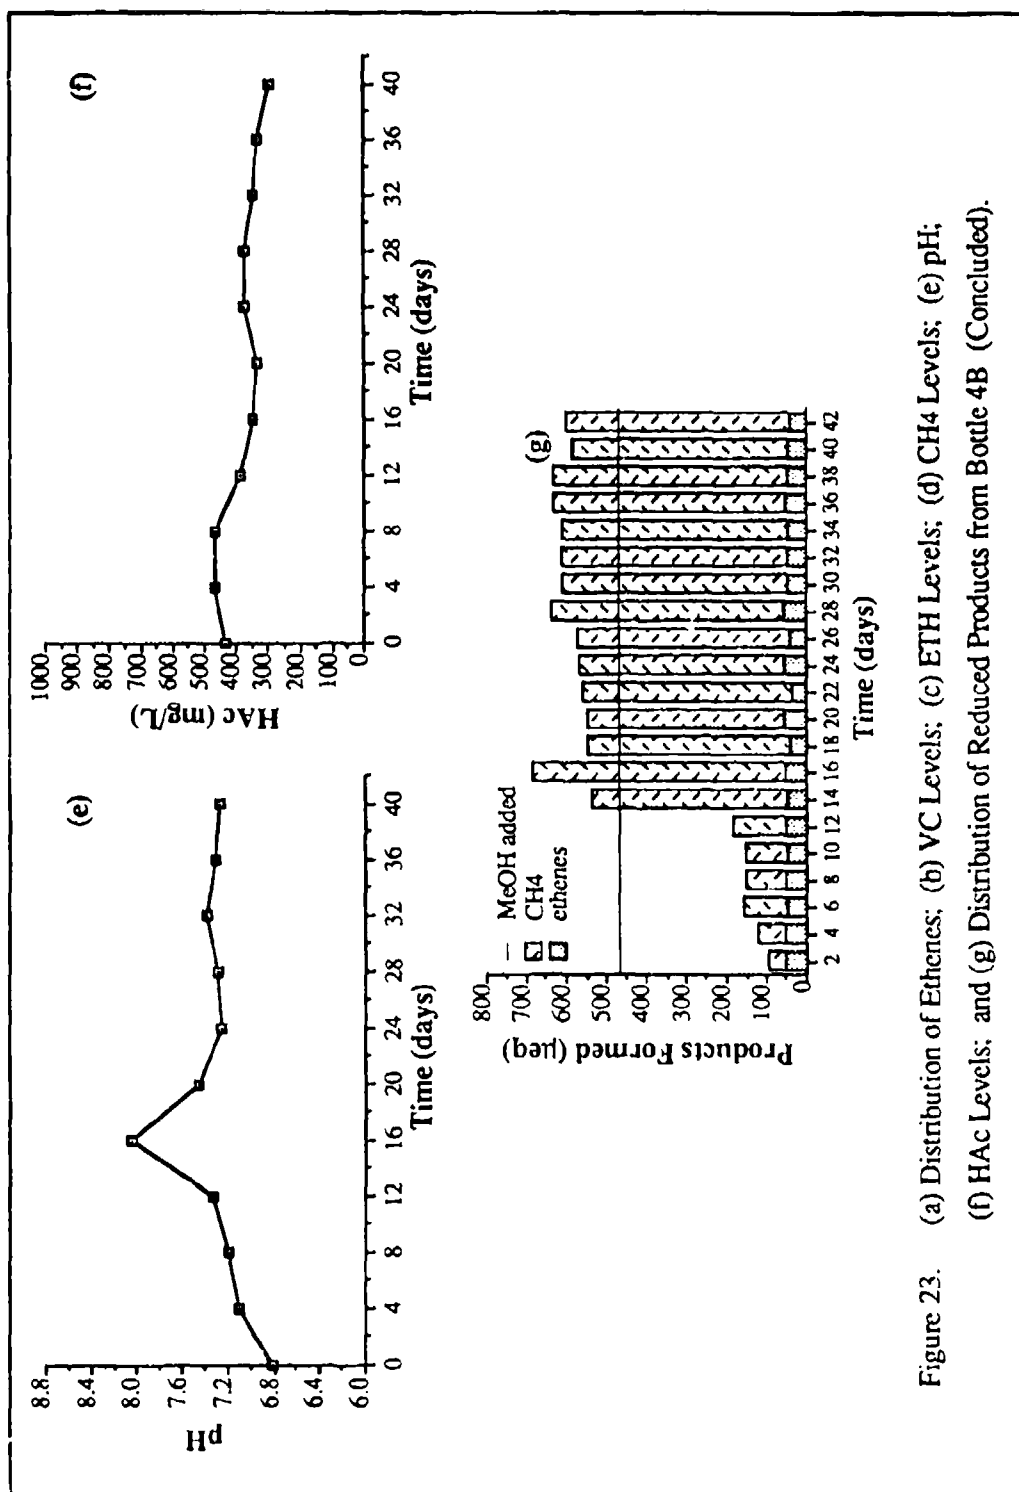 (e)
pH
8.8
8.4
8.0
7.6
7.2
6.8
6.4
6.0
0 4 8 12 16 20 24 28 32 36 40
Time (days)
(f)
HAc (mg/L)
1000
900
800
700
600
500
400
300
200
100
0
0 4 8 12 16 20 24 28 32 36 40
Time (days)
(g)
Products Formed (µeq)
800
700
600
500
400
300
200
100
0
MeOH added
CH4
ethenes
2 4 6 8 10 12 14 16 18 20 22 24 26 28 30 32 34 36 38 40 42
Time (days)
Figure 23. (a) Distribution of Ethenes; (b) VC Levels; (c) ETH Levels; (d) CH4 Levels; (e) pH;
(f) HAc Levels; and (g) Distribution of Reduced Products from Bottle 4B (Concluded).